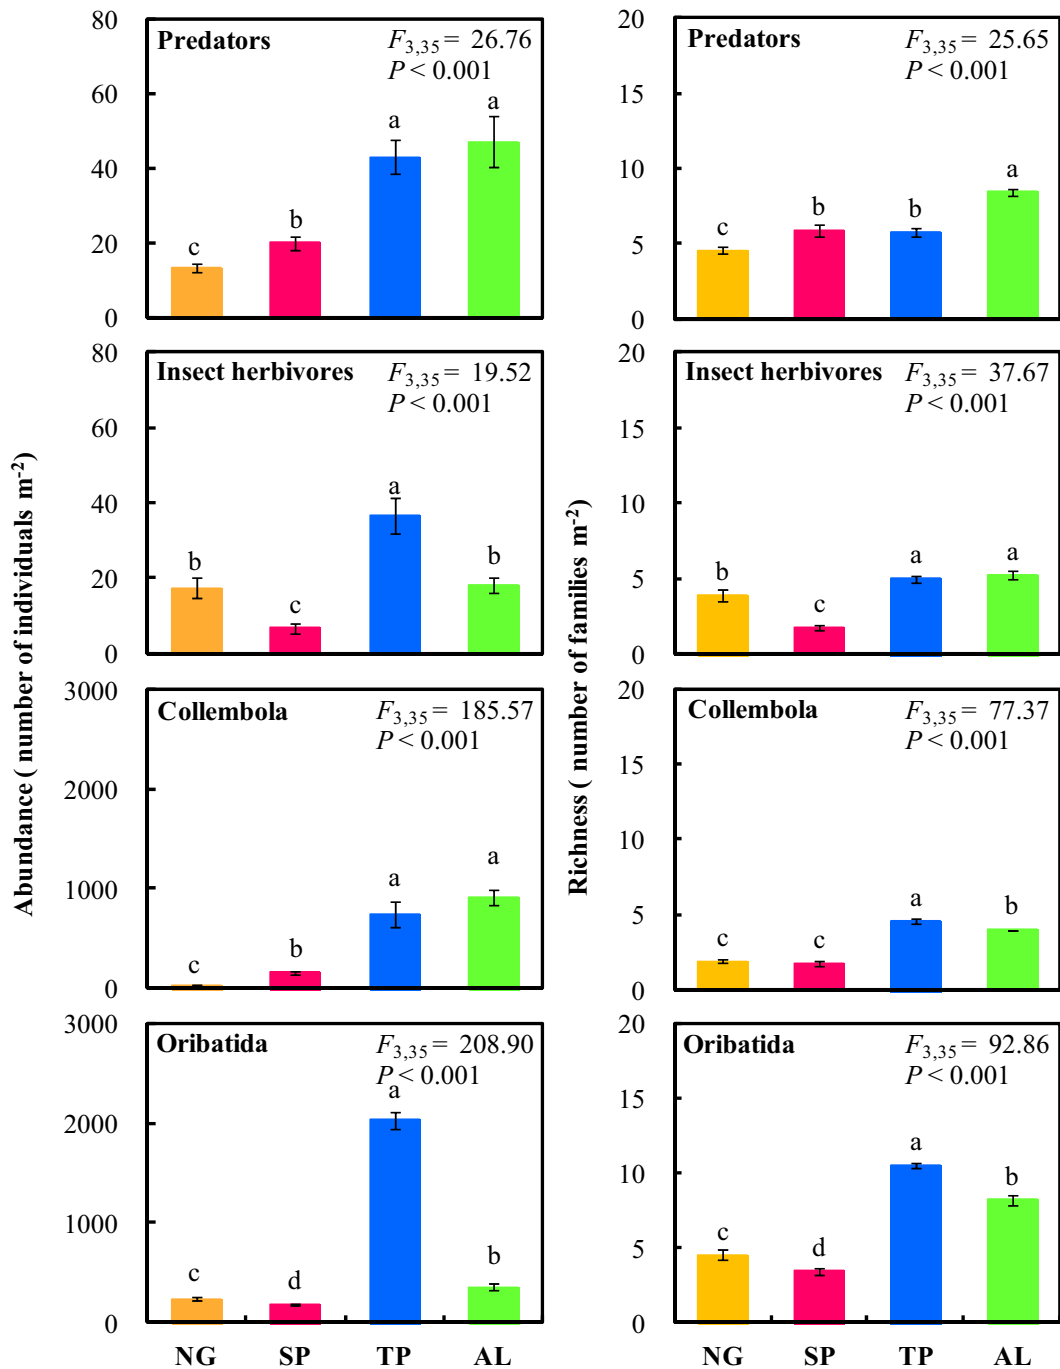 Abundance ( number of individuals m-2)
80
60
40
20
0
Predators
F3,35 = 26.76
P < 0.001
c
b
a
a
80
60
40
20
0
Insect herbivores
F3,35 = 19.52
P < 0.001
b
c
a
b
3000
2000
1000
0
Collembola
F3,35 = 185.57
P < 0.001
c
b
a
a
3000
2000
1000
0
Oribatida
F3,35 = 208.90
P < 0.001
c
d
a
b
NG SP TP AL
Richness ( number of families m-2)
20
15
10
5
0
Predators
F3,35 = 25.65
P < 0.001
c
b
b
a
20
15
10
5
0
Insect herbivores
F3,35 = 37.67
P < 0.001
b
c
a
a
20
15
10
5
0
Collembola
F3,35 = 77.37
P < 0.001
c
c
a
b
20
15
10
5
0
Oribatida
F3,35 = 92.86
P < 0.001
c
d
a
b
NG SP TP AL